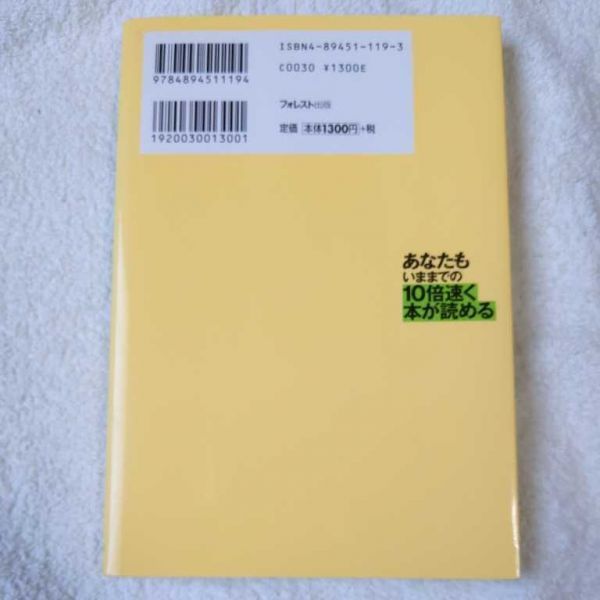 9784894511194
ISBN4-89451-119-3
C0030 ¥1300E
1920030013001
フォレスト出版
定価 本体1300円+税
あなたも
いままでの
10倍速く
本が読める